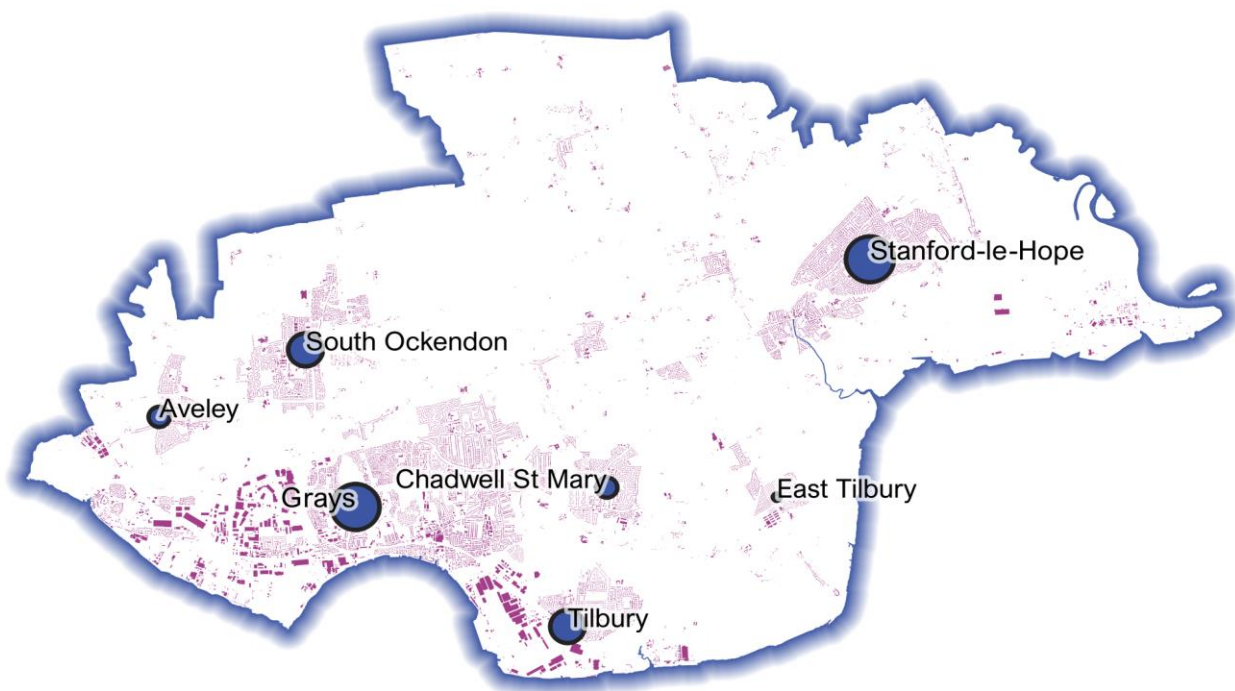 Stanford-le-Hope
South Ockendon
Aveley
Chadwell St Mary
East Tilbury
Grays
Tilbury